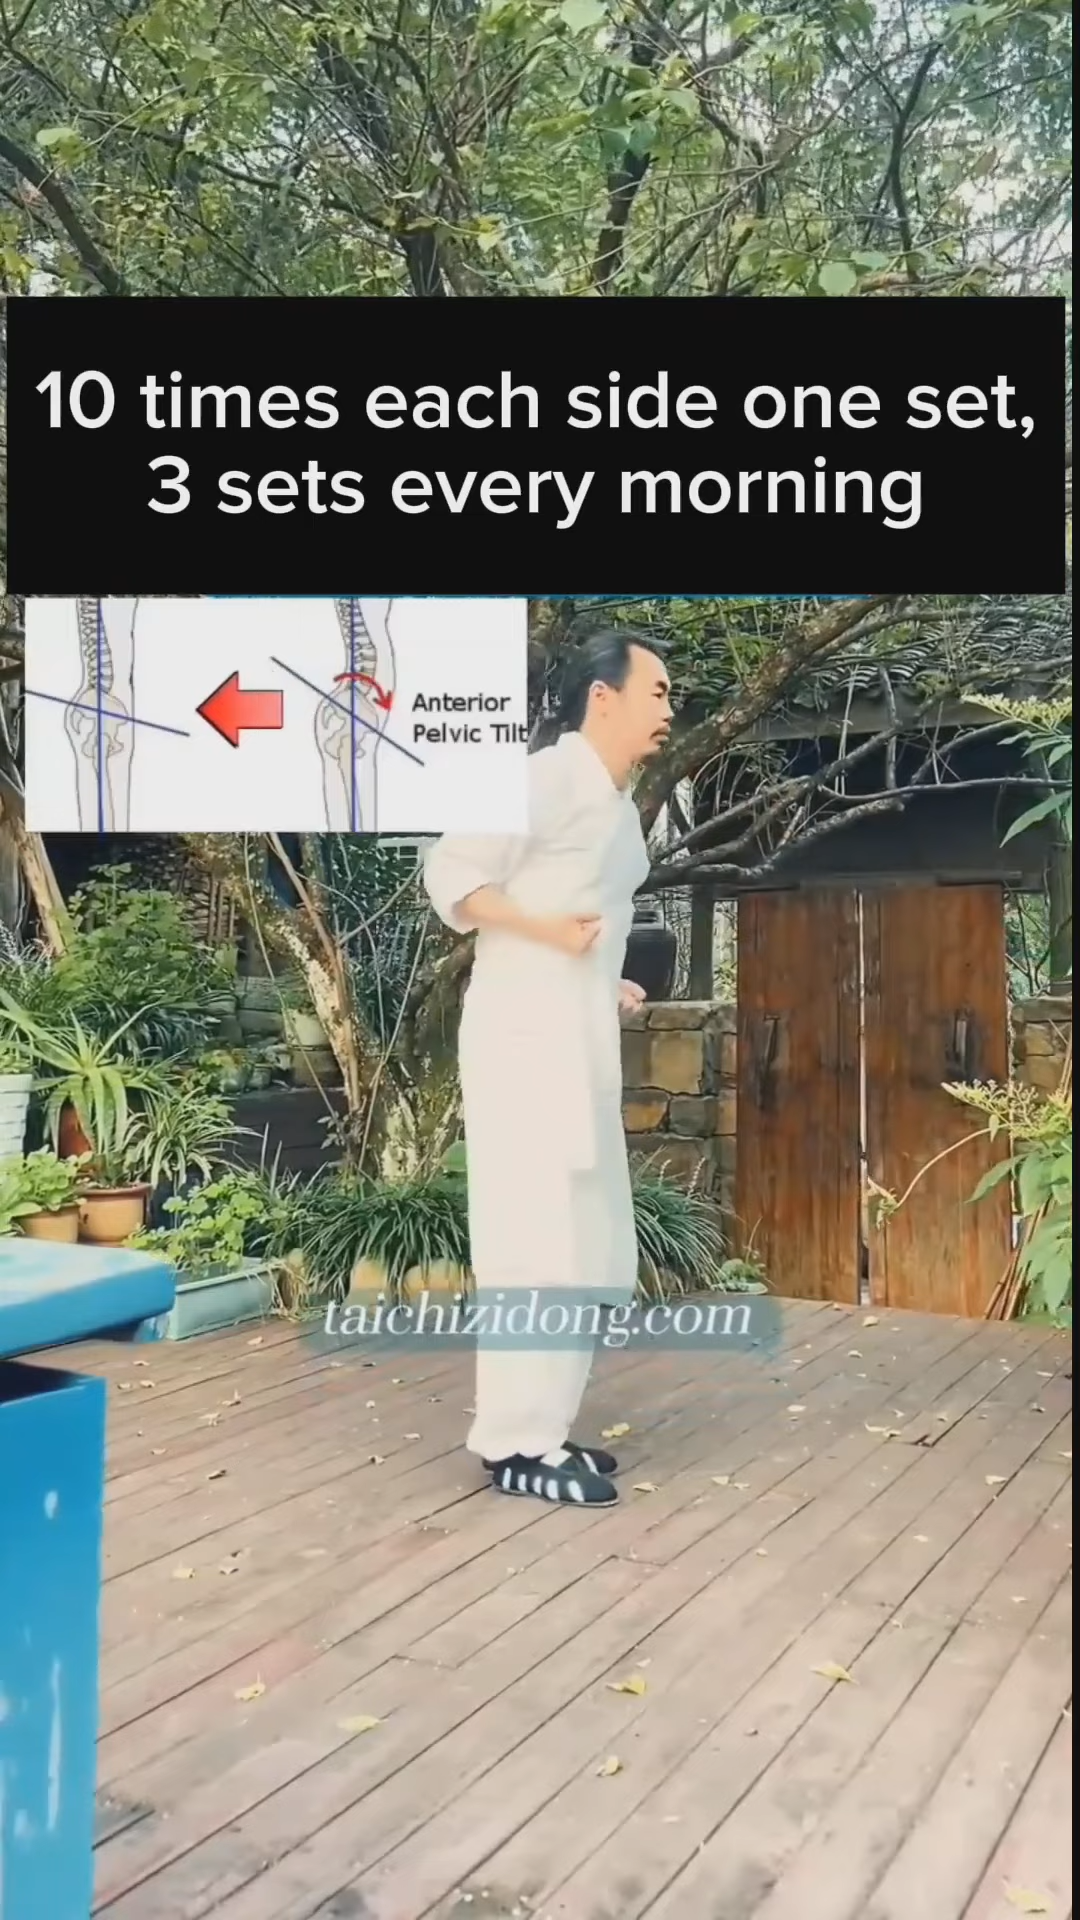 10 times each side one set,
3 sets every morning
Anterior
Pelvic Tilt
taichizidong.com